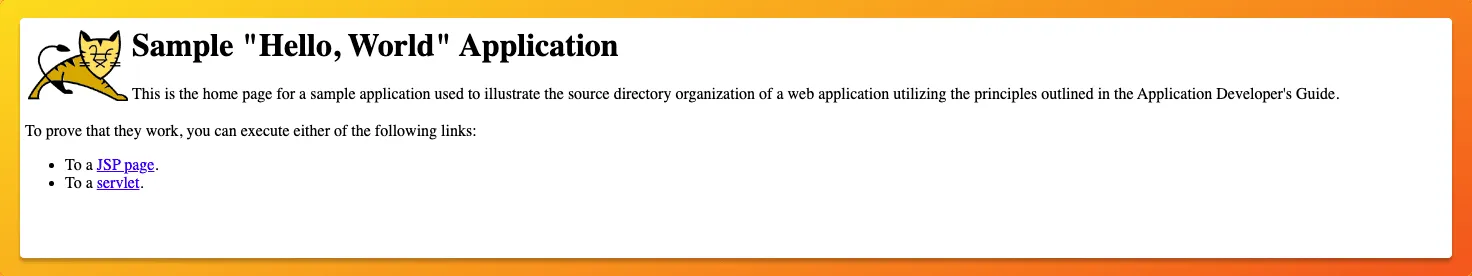 Sample "Hello, World" Application
This is the home page for a sample application used to illustrate the source directory organization of a web application utilizing the principles outlined in the Application Developer's Guide.
To prove that they work, you can execute either of the following links:
• To a JSP page.
• To a servlet.